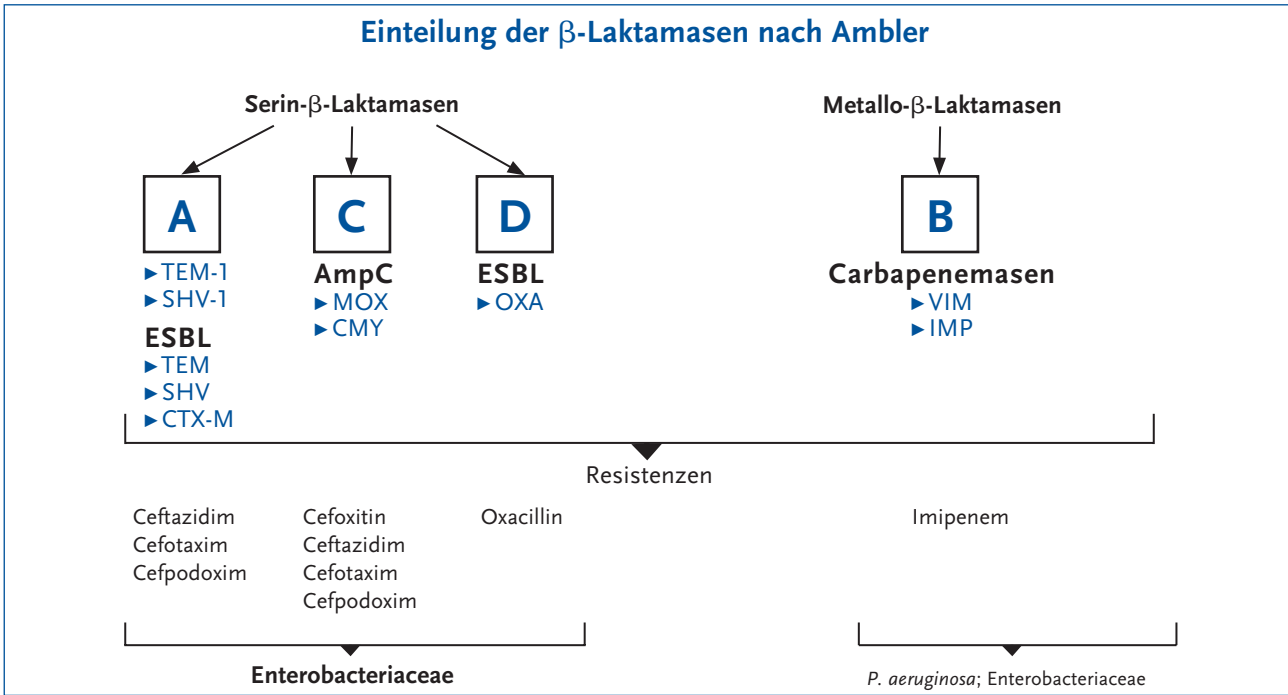 Einteilung der β-Laktamasen nach Ambler
Serin-β-Laktamasen
Metallo-β-Laktamasen
A
C
D
B
►TEM-1
►SHV-1
ESBL
►TEM
►SHV
►CTX-M
AmpC
►MOX
►CMY
ESBL
►OXA
Carbapenemasen
►VIM
►IMP
Resistenzen
Ceftazidim
Cefotaxim
Cefpodoxim
Cefoxitin
Ceftazidim
Cefotaxim
Cefpodoxim
Oxacillin
Imipenem
Enterobacteriaceae
P. aeruginosa; Enterobacteriaceae